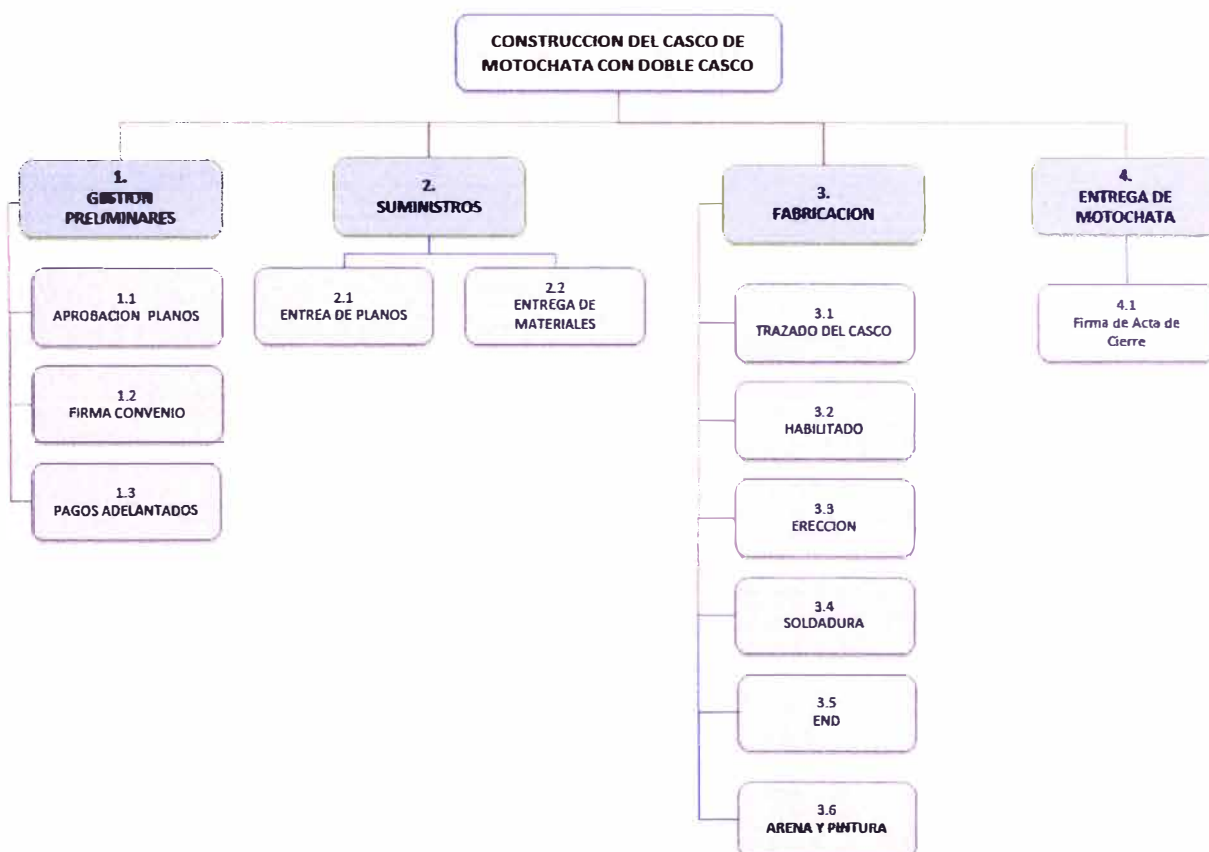 CONSTRUCCION DEL CASCO DE
MOTOCHATA CON DOBLE CASCO
1.
GESTION
PRELIMINARES
1.1
APROBACION PLANOS
1.2
FIRMA CONVENIO
1.3
PAGOS ADELANTADOS
2.
SUMINISTROS
2.1
ENTREA DE PLANOS
2.2
ENTREGA DE
MATERIALES
3.
FABRICACION
3.1
TRAZADO DEL CASCO
3.2
HABILITADO
3.3
ERECCION
3.4
SOLDADURA
3.5
END
3.6
ARENA Y PINTURA
4.
ENTREGA DE
MOTOCHATA
4.1
Firma de Acta de
Cierre